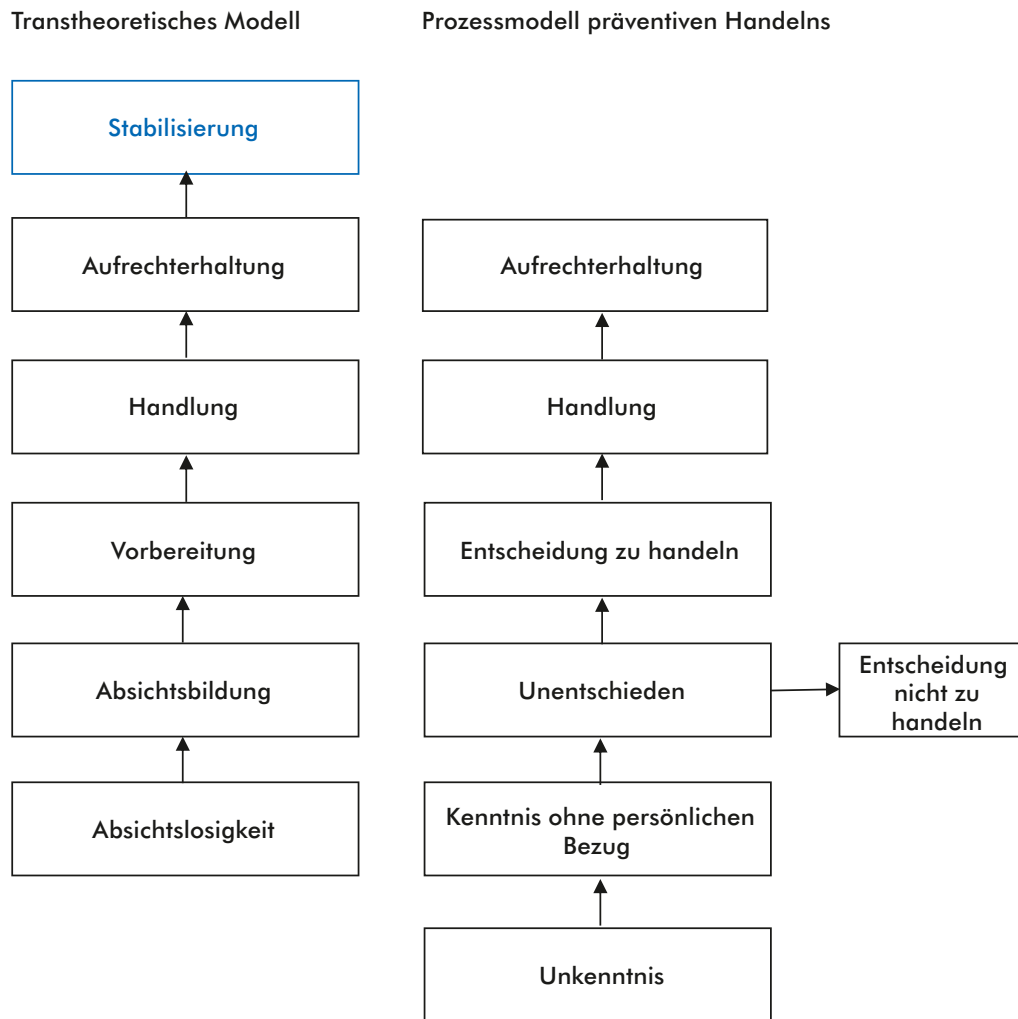 Transtheoretisches Modell
Prozessmodell präventiven Handelns
Stabilisierung
Aufrechterhaltung
Aufrechterhaltung
Handlung
Handlung
Vorbereitung
Entscheidung zu handeln
Absichtsbildung
Unentschieden
Entscheidung
nicht zu
handeln
Absichtslosigkeit
Kenntnis ohne persönlichen
Bezug
Unkenntnis